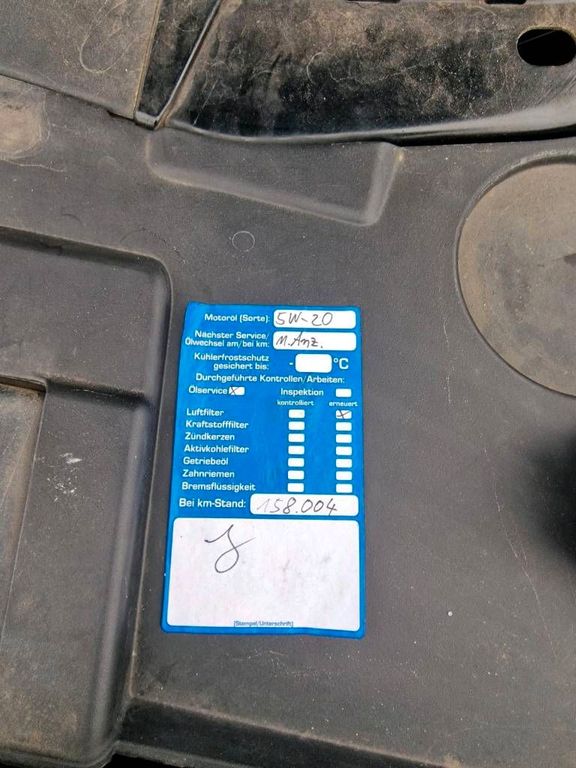 Motoröl (Sorte): 5W-20
Nächster Service/
Ölwechsel am/bei km: M.Anz.
Kühlerfrostschutz
gesichert bis: - °C
Durchgeführte Kontrollen/Arbeiten:
Ölservice X Inspektion
kontrolliert erneuert
Luftfilter X
Kraftstofffilter
Zündkerzen
Aktivkohlefilter
Getriebeöl
Zahnriemen
Bremsflüssigkeit
Bei km-Stand: 158.004
[Stempel/Unterschrift]